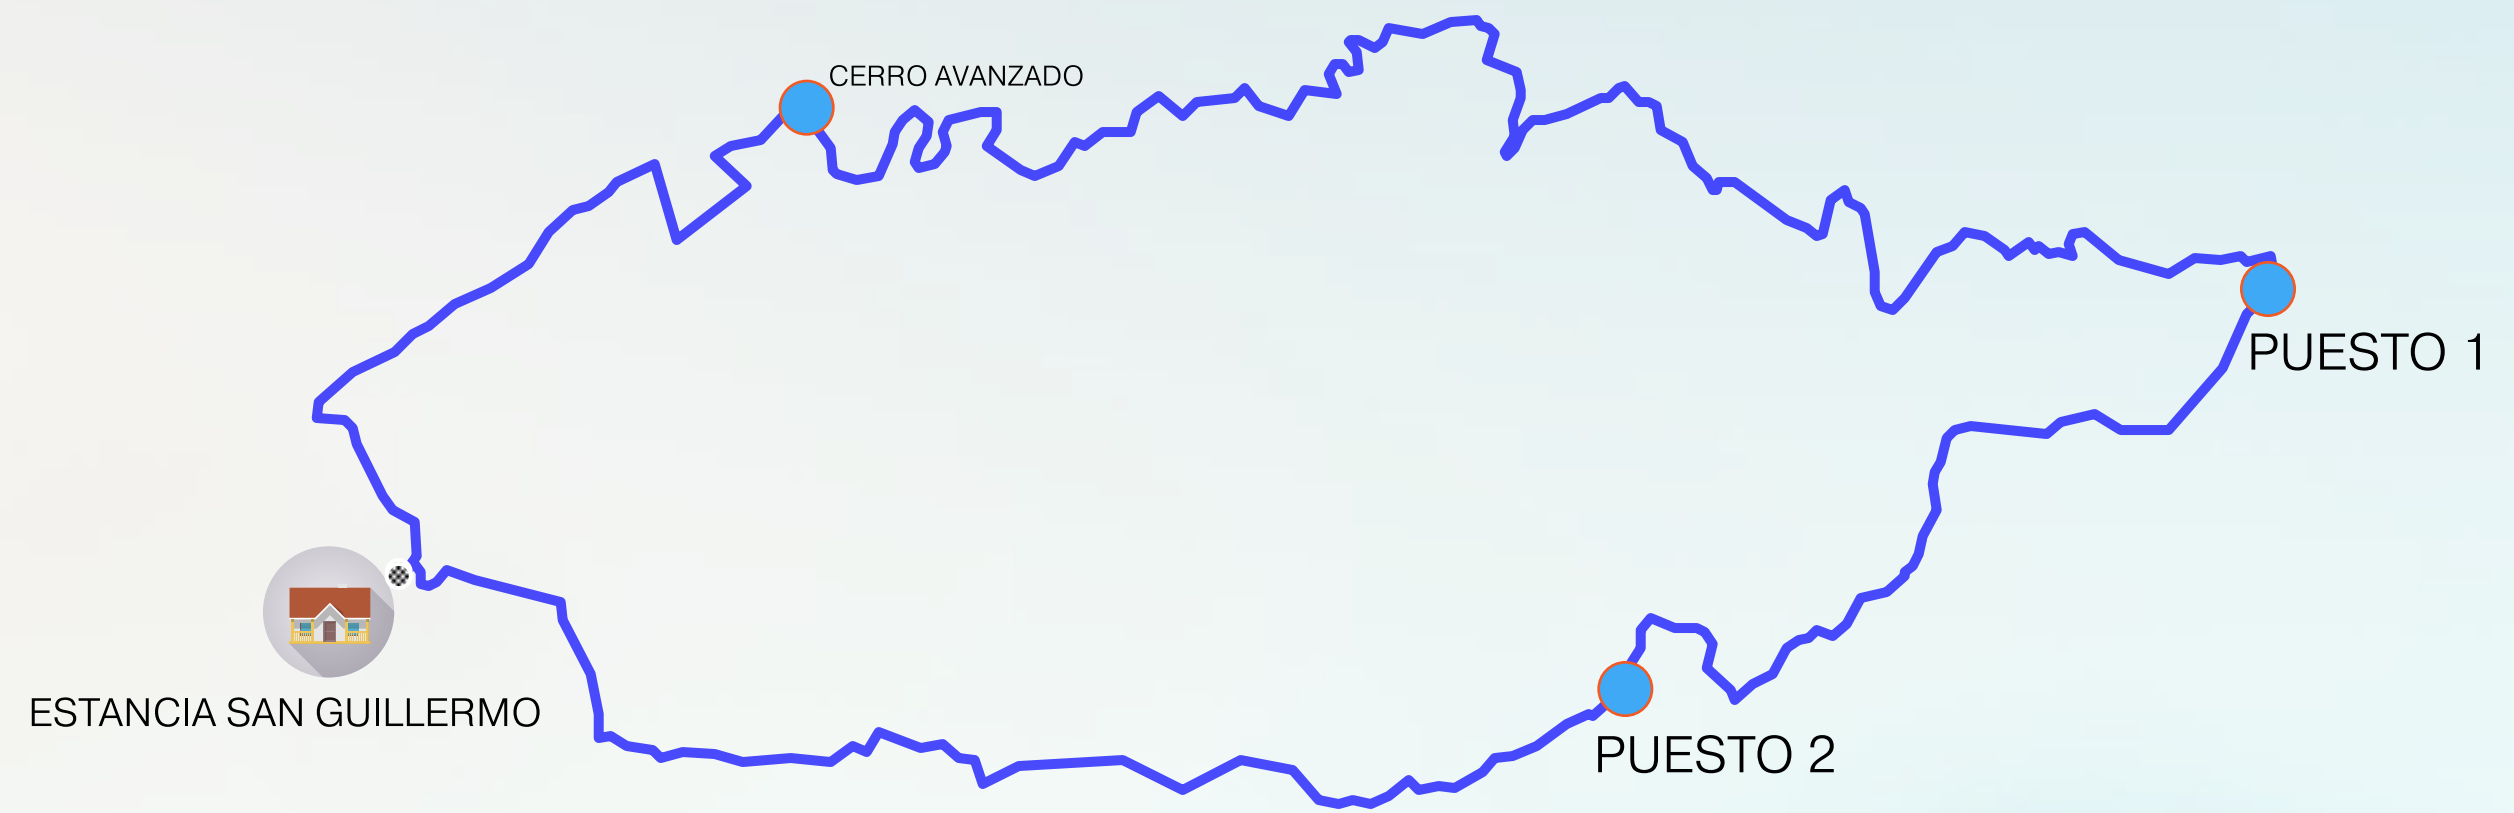 CERRO AVANZADO
PUESTO 1
ESTANCIA SAN GUILLERMO
PUESTO 2